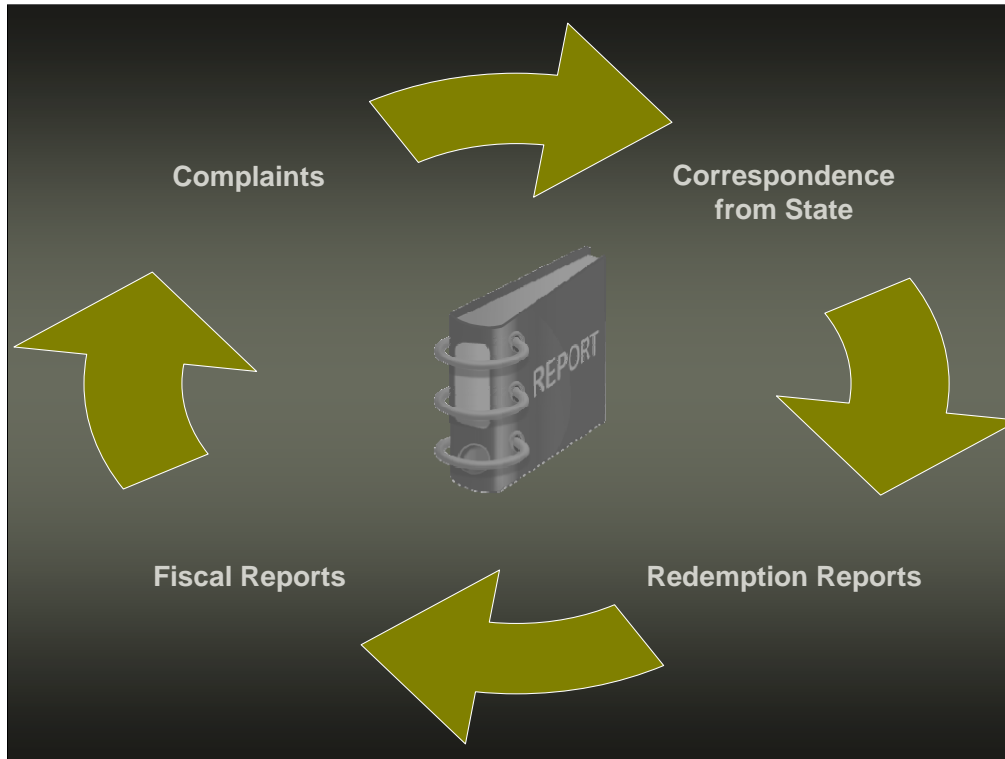 Complaints
Correspondence
from State
REPORT
Fiscal Reports
Redemption Reports